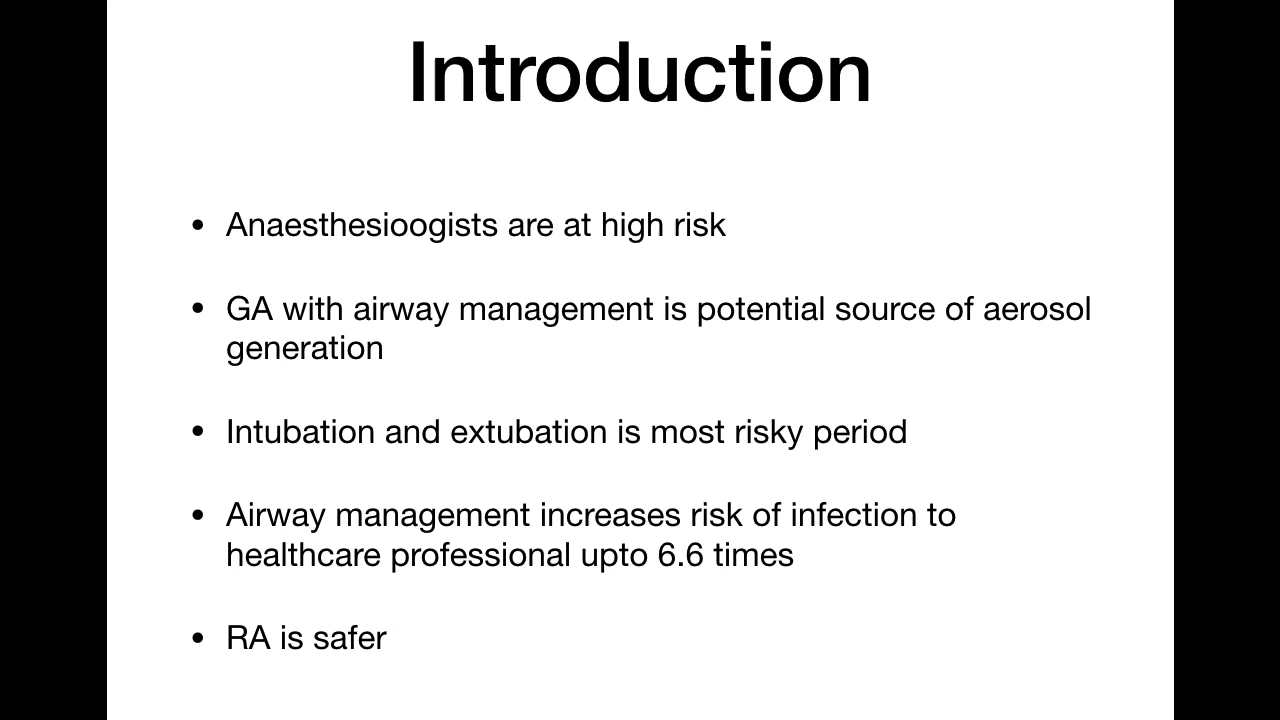 Introduction
• Anaesthesioogists are at high risk
• GA with airway management is potential source of aerosol
generation
• Intubation and extubation is most risky period
• Airway management increases risk of infection to
healthcare professional upto 6.6 times
• RA is safer